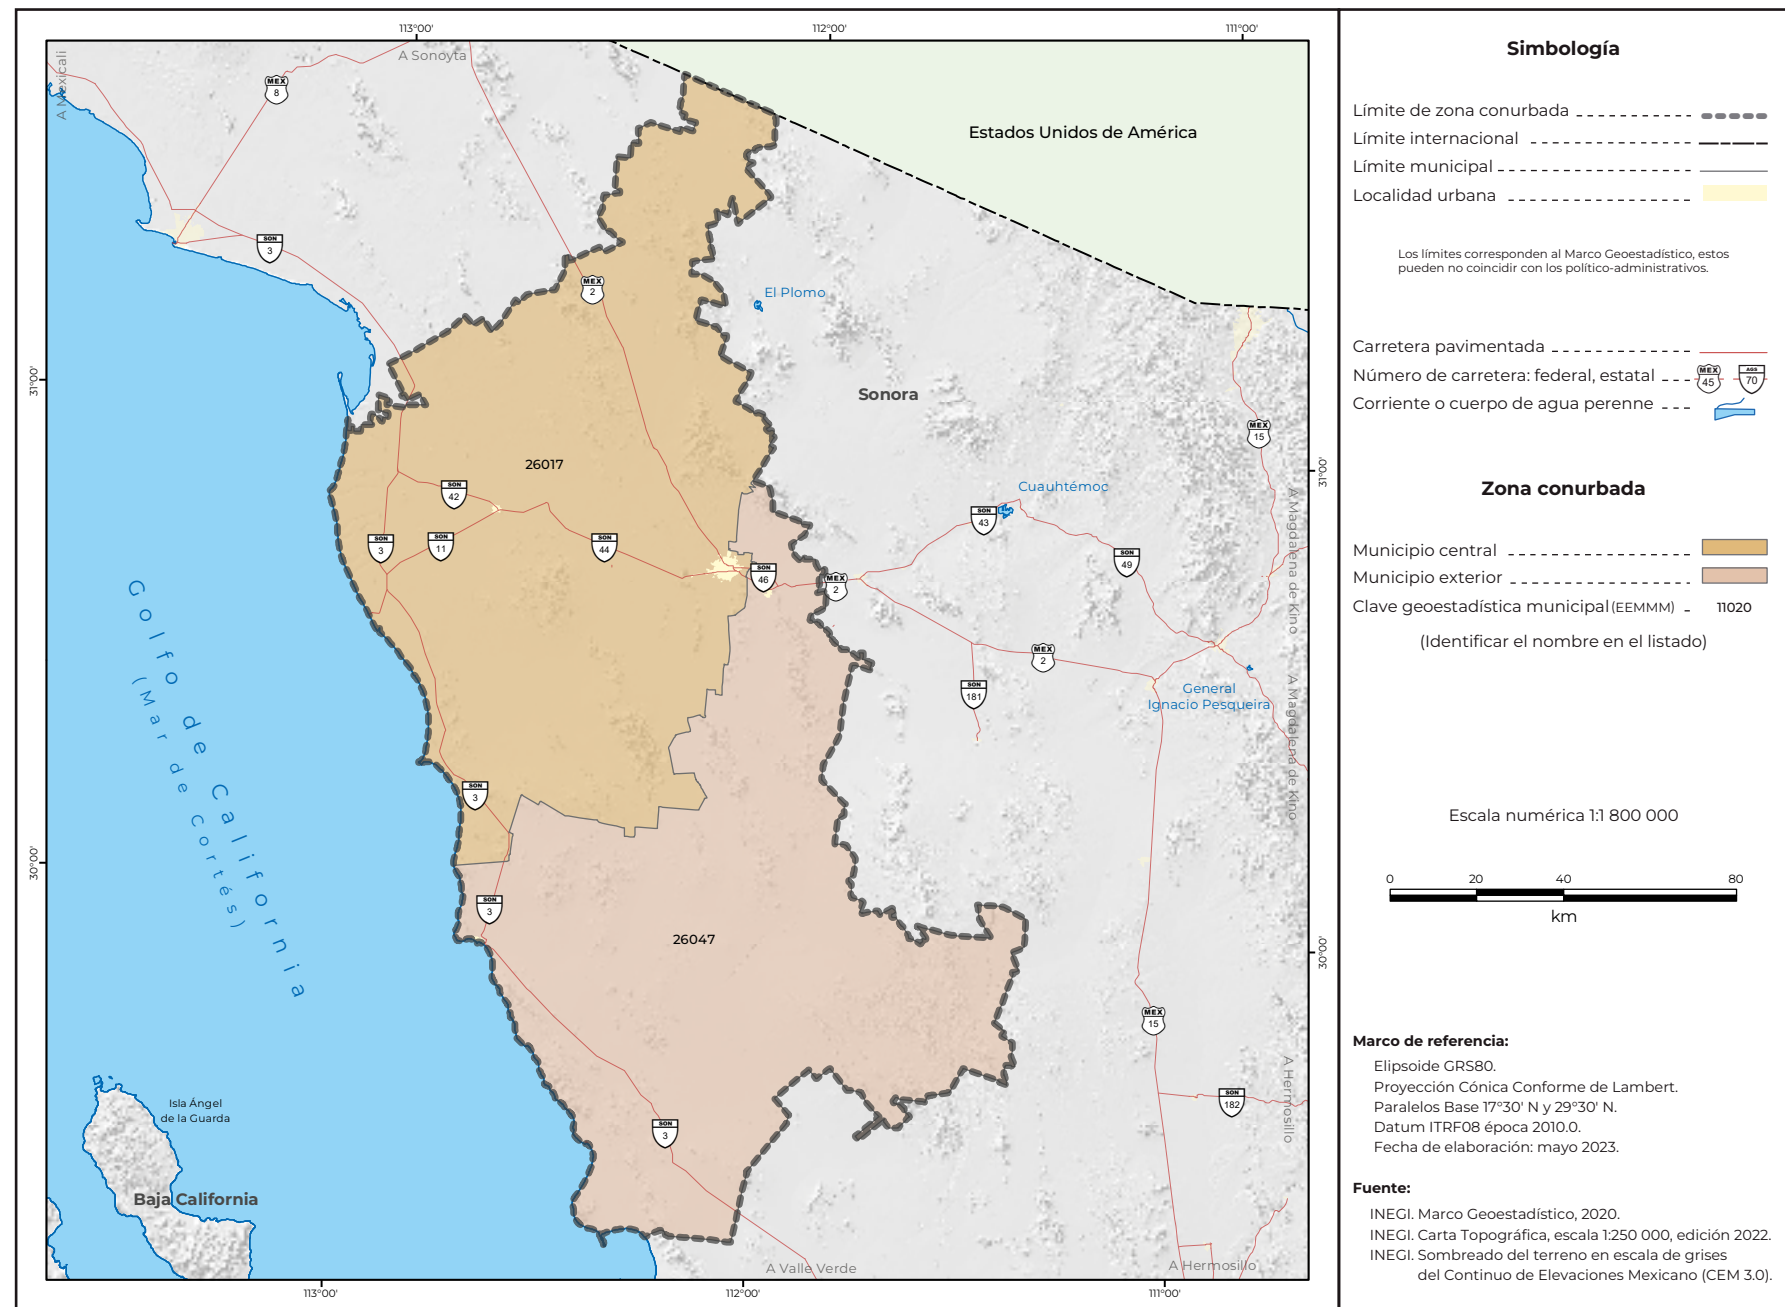 113°00'
112°00'
111°00'
A Mexicali
A Sonoyta
MEX
8
Estados Unidos de América
SON
3
MEX
2
El Plomo
31°00'
Sonora
MEX
15
26017
31°00'
SON
42
Cuauhtémoc
SON
43
A Magdalena de Kino
SON
3
SON
11
SON
44
SON
46
MEX
2
SON
49
Golfo de California
(Mar de Cortés)
MEX
2
SON
181
General
Ignacio Pesqueira
A Magdalena de Kino
SON
3
30°00'
SON
3
26047
30°00'
MEX
15
Isla Ángel
de la Guarda
SON
3
SON
182
A Hermosillo
Baja California
A Valle Verde
A Hermosillo
113°00'
112°00'
111°00'
Simbología
Límite de zona conurbada
Límite internacional
Límite municipal
Localidad urbana
Los límites corresponden al Marco Geoestadístico, estos
pueden no coincidir con los político-administrativos.
Carretera pavimentada
Número de carretera: federal, estatal
MEX
45
AGS
70
Corriente o cuerpo de agua perenne
Zona conurbada
Municipio central
Municipio exterior
Clave geoestadística municipal(EEMMM) 11020
(Identificar el nombre en el listado)
Escala numérica 1:1 800 000
0 20 40 80
km
Marco de referencia:
Elipsoide GRS80.
Proyección Cónica Conforme de Lambert.
Paralelos Base 17°30' N y 29°30' N.
Datum ITRF08 época 2010.0.
Fecha de elaboración: mayo 2023.
Fuente:
INEGI. Marco Geoestadístico, 2020.
INEGI. Carta Topográfica, escala 1:250 000, edición 2022.
INEGI. Sombreado del terreno en escala de grises
del Continuo de Elevaciones Mexicano (CEM 3.0).